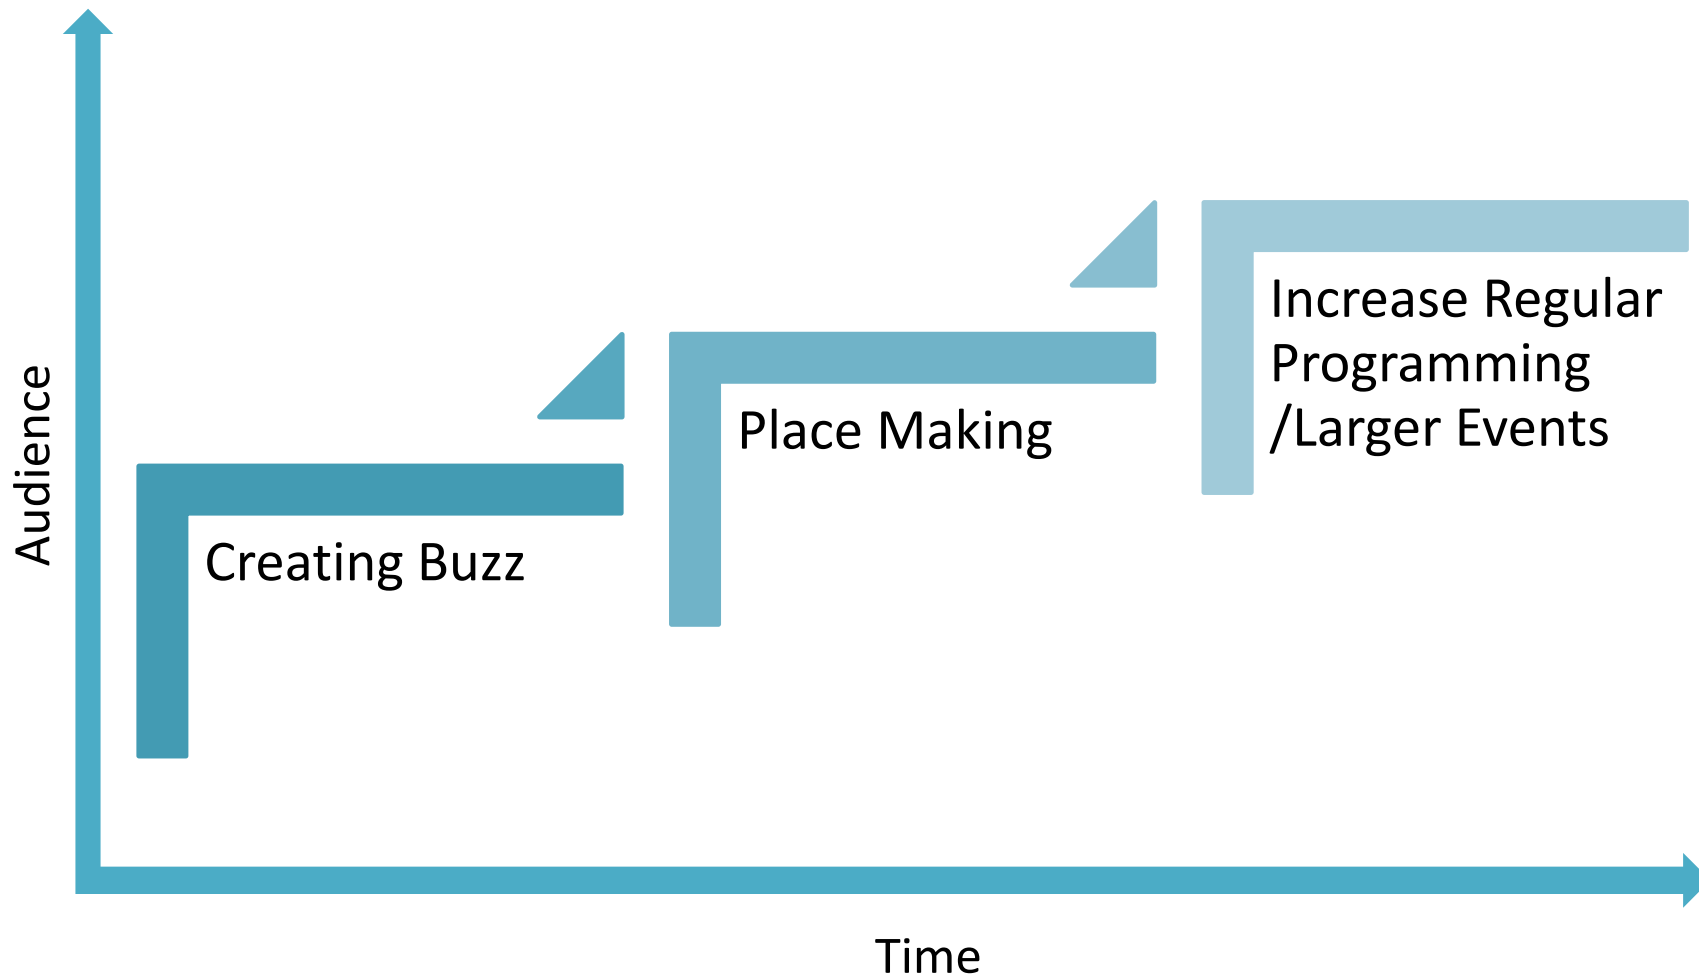 Audience
Creating Buzz
Place Making
Increase Regular
Programming
/Larger Events
Time